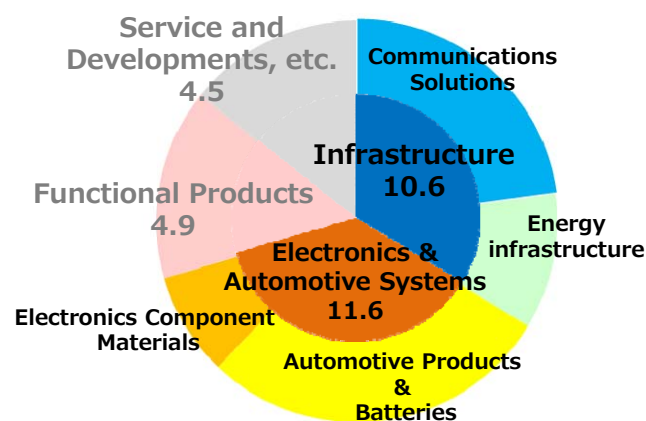 Service and
Developments, etc.
4.5
Communications
Solutions
Infrastructure
10.6
Functional Products
4.9
Energy
infrastructure
Electronics &
Automotive Systems
11.6
Electronics Component
Materials
Automotive Products
&
Batteries